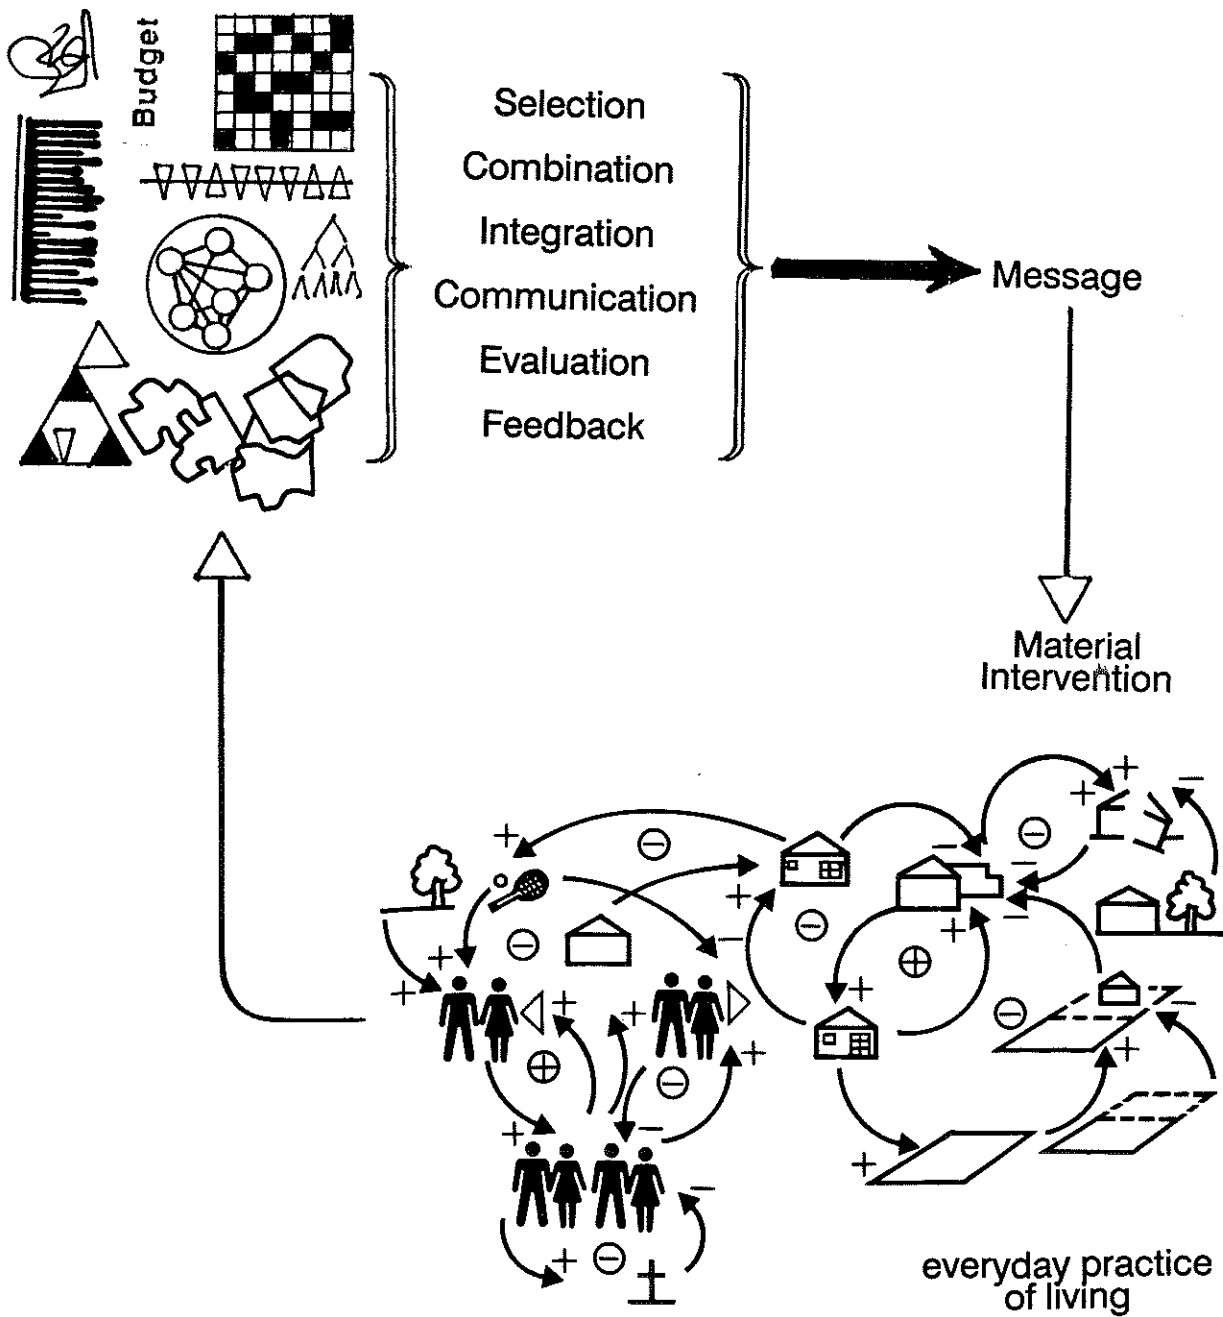 Budget
Selection
Combination
Integration
Communication
Evaluation
Feedback
Message
Material
Intervention
everyday practice
of living